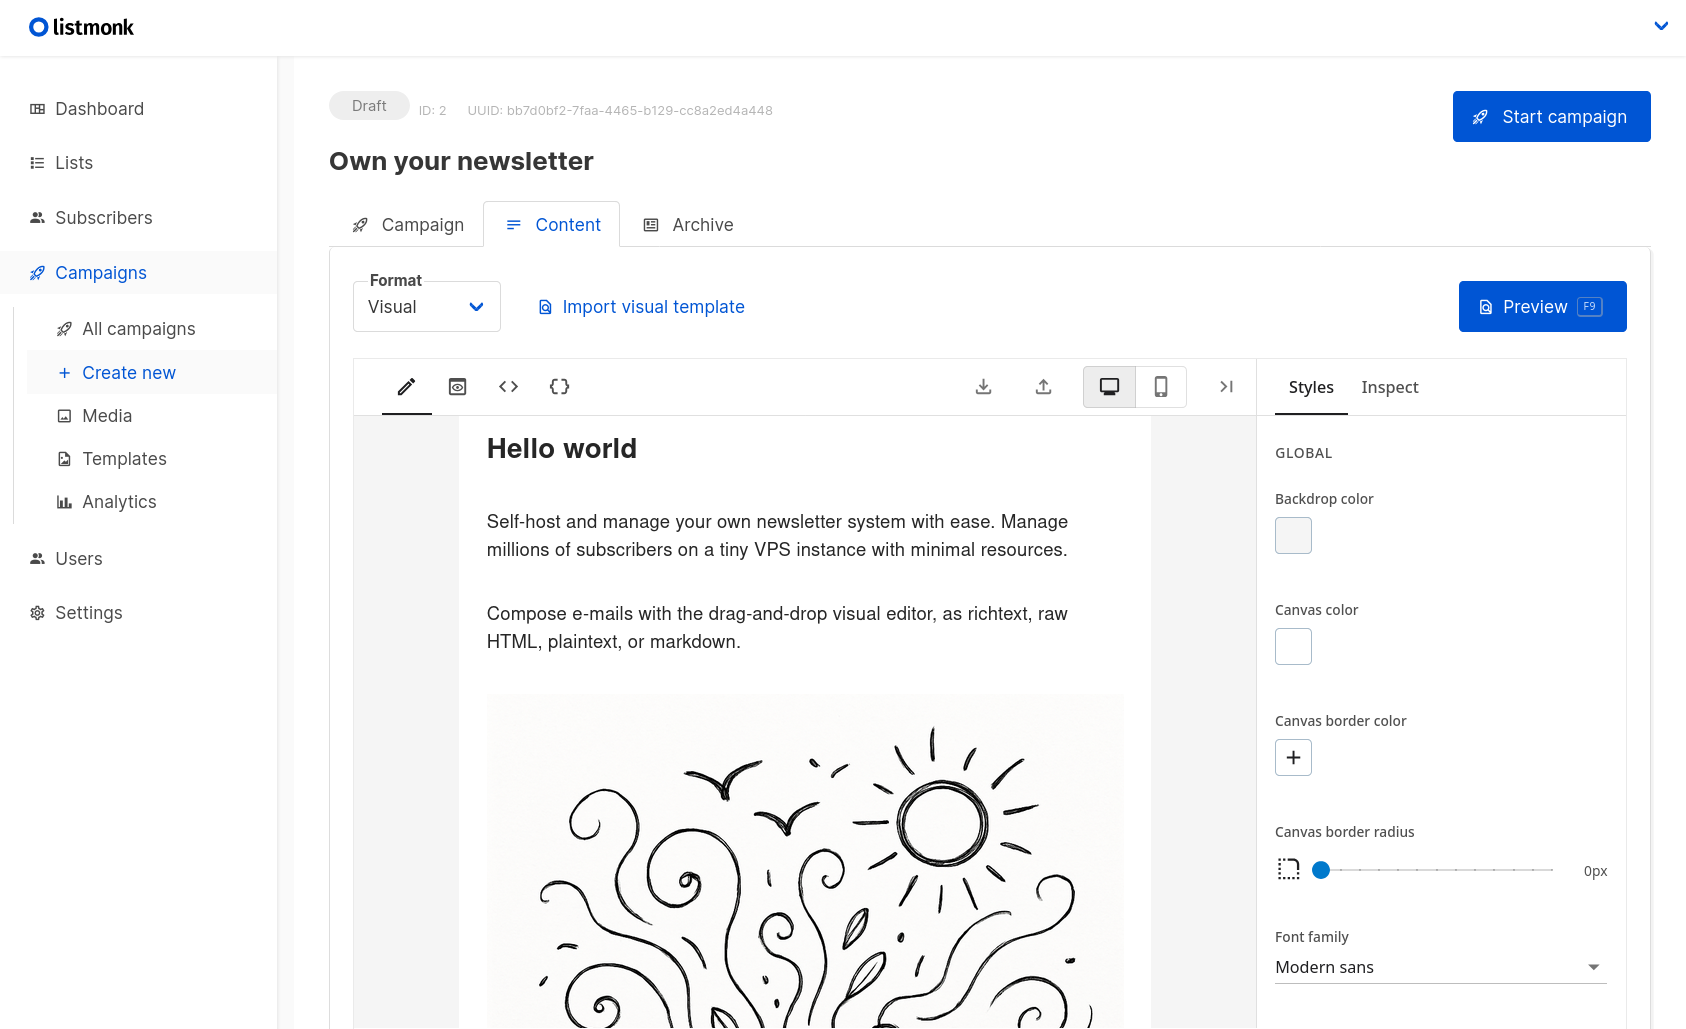 listmonk
Dashboard
Lists
Subscribers
Campaigns
All campaigns
Create new
Media
Templates
Analytics
Users
Settings
Draft
ID: 2
UUID: bb7d0bf2-7faa-4465-b129-cc8a2ed4a448
Start campaign
Own your newsletter
Campaign
Content
Archive
Format
Visual
Import visual template
Preview F9
Styles
Inspect
Hello world
Self-host and manage your own newsletter system with ease. Manage
millions of subscribers on a tiny VPS instance with minimal resources.
Compose e-mails with the drag-and-drop visual editor, as richtext, raw
HTML, plaintext, or markdown.
GLOBAL
Backdrop color
Canvas color
Canvas border color
Canvas border radius
0px
Font family
Modern sans